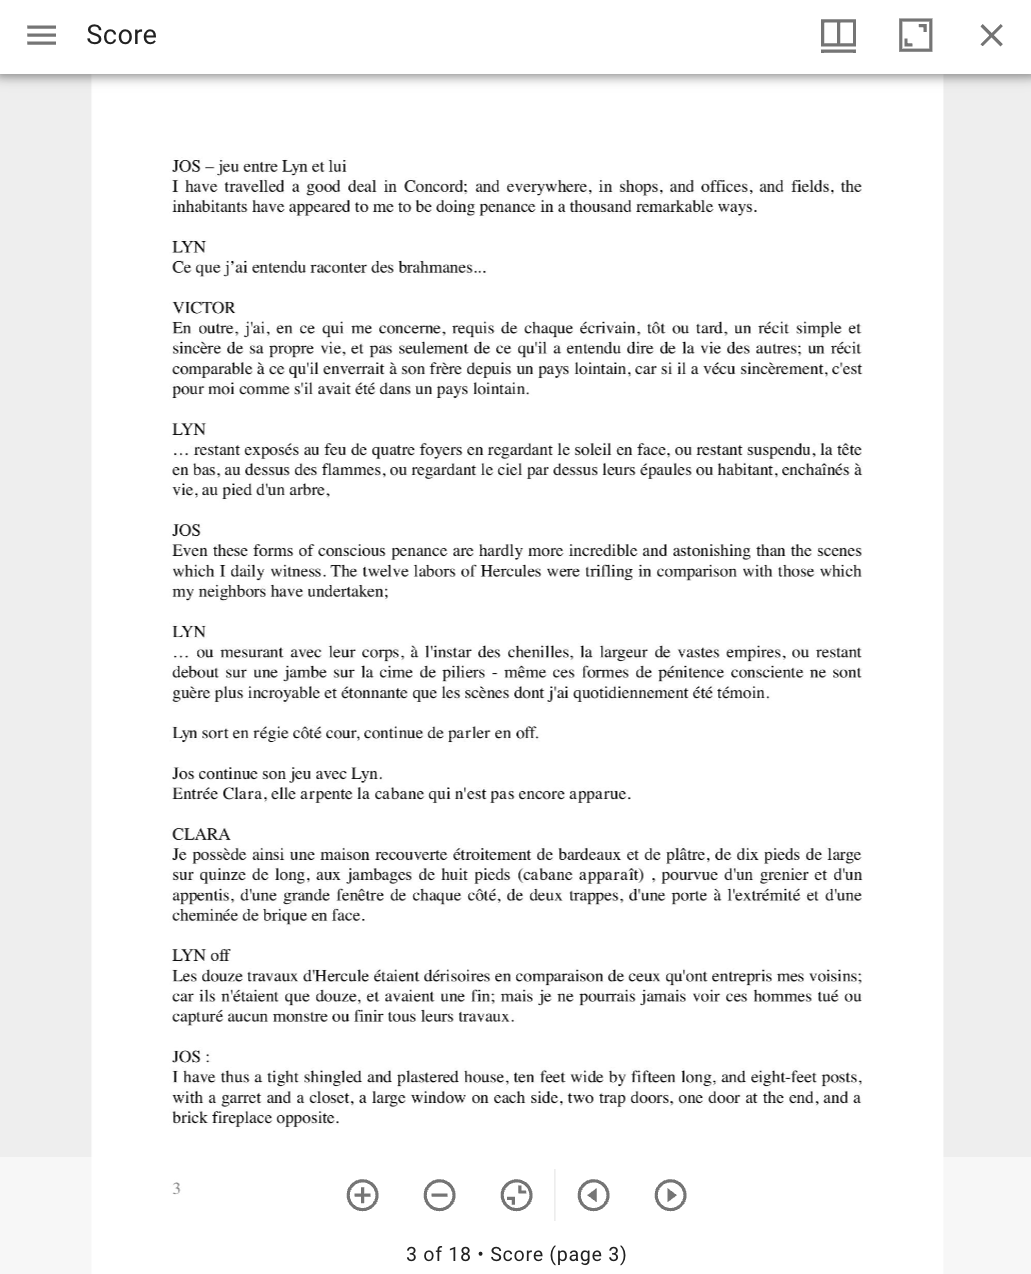 Score
JOS – jeu entre Lyn et lui
I have travelled a good deal in Concord; and everywhere, in shops, and offices, and fields, the
inhabitants have appeared to me to be doing penance in a thousand remarkable ways.
LYN
Ce que j’ai entendu raconter des brahmanes...
VICTOR
En outre, j'ai, en ce qui me concerne, requis de chaque écrivain, tôt ou tard, un récit simple et
sincère de sa propre vie, et pas seulement de ce qu'il a entendu dire de la vie des autres; un récit
comparable à ce qu'il enverrait à son frère depuis un pays lointain, car si il a vécu sincèrement, c'est
pour moi comme s'il avait été dans un pays lointain.
LYN
… restant exposés au feu de quatre foyers en regardant le soleil en face, ou restant suspendu, la tête
en bas, au dessus des flammes, ou regardant le ciel par dessus leurs épaules ou habitant, enchaînés à
vie, au pied d'un arbre,
JOS
Even these forms of conscious penance are hardly more incredible and astonishing than the scenes
which I daily witness. The twelve labors of Hercules were trifling in comparison with those which
my neighbors have undertaken;
LYN
… ou mesurant avec leur corps, à l'instar des chenilles, la largeur de vastes empires, ou restant
debout sur une jambe sur la cime de piliers - même ces formes de pénitence consciente ne sont
guère plus incroyable et étonnante que les scènes dont j'ai quotidiennement été témoin.
Lyn sort en régie côté cour, continue de parler en off.
Jos continue son jeu avec Lyn.
Entrée Clara, elle arpente la cabane qui n'est pas encore apparue.
CLARA
Je possède ainsi une maison recouverte étroitement de bardeaux et de plâtre, de dix pieds de large
sur quinze de long, aux jambages de huit pieds (cabane apparaît) , pourvue d'un grenier et d'un
appentis, d'une grande fenêtre de chaque côté, de deux trappes, d'une porte à l'extrémité et d'une
cheminée de brique en face.
LYN off
Les douze travaux d'Hercule étaient dérisoires en comparaison de ceux qu'ont entrepris mes voisins;
car ils n'étaient que douze, et avaient une fin; mais je ne pourrais jamais voir ces hommes tué ou
capturé aucun monstre ou finir tous leurs travaux.
JOS :
I have thus a tight shingled and plastered house, ten feet wide by fifteen long, and eight-feet posts,
with a garret and a closet, a large window on each side, two trap doors, one door at the end, and a
brick fireplace opposite.
3
3 of 18 • Score (page 3)